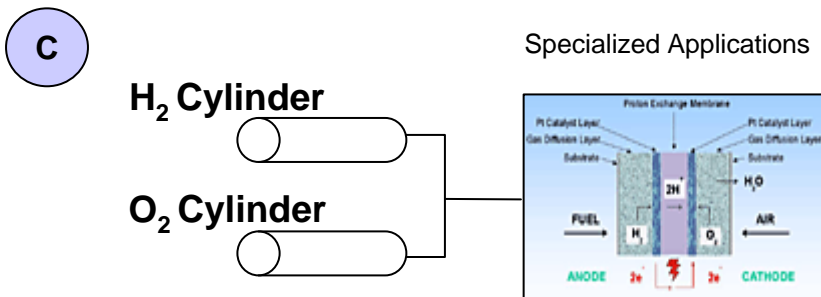 C
Specialized Applications
H₂ Cylinder
O₂ Cylinder
Proton Exchange Membrane
Pt Catalyst Layer
Pt Catalyst Layer
Gas Diffusion Layer
Gas Diffusion Layer
Substrate
Substrate
2H⁺
H₂O
FUEL
AIR
H₂
O₂
ANODE 2e⁻ 2e⁻ CATHODE